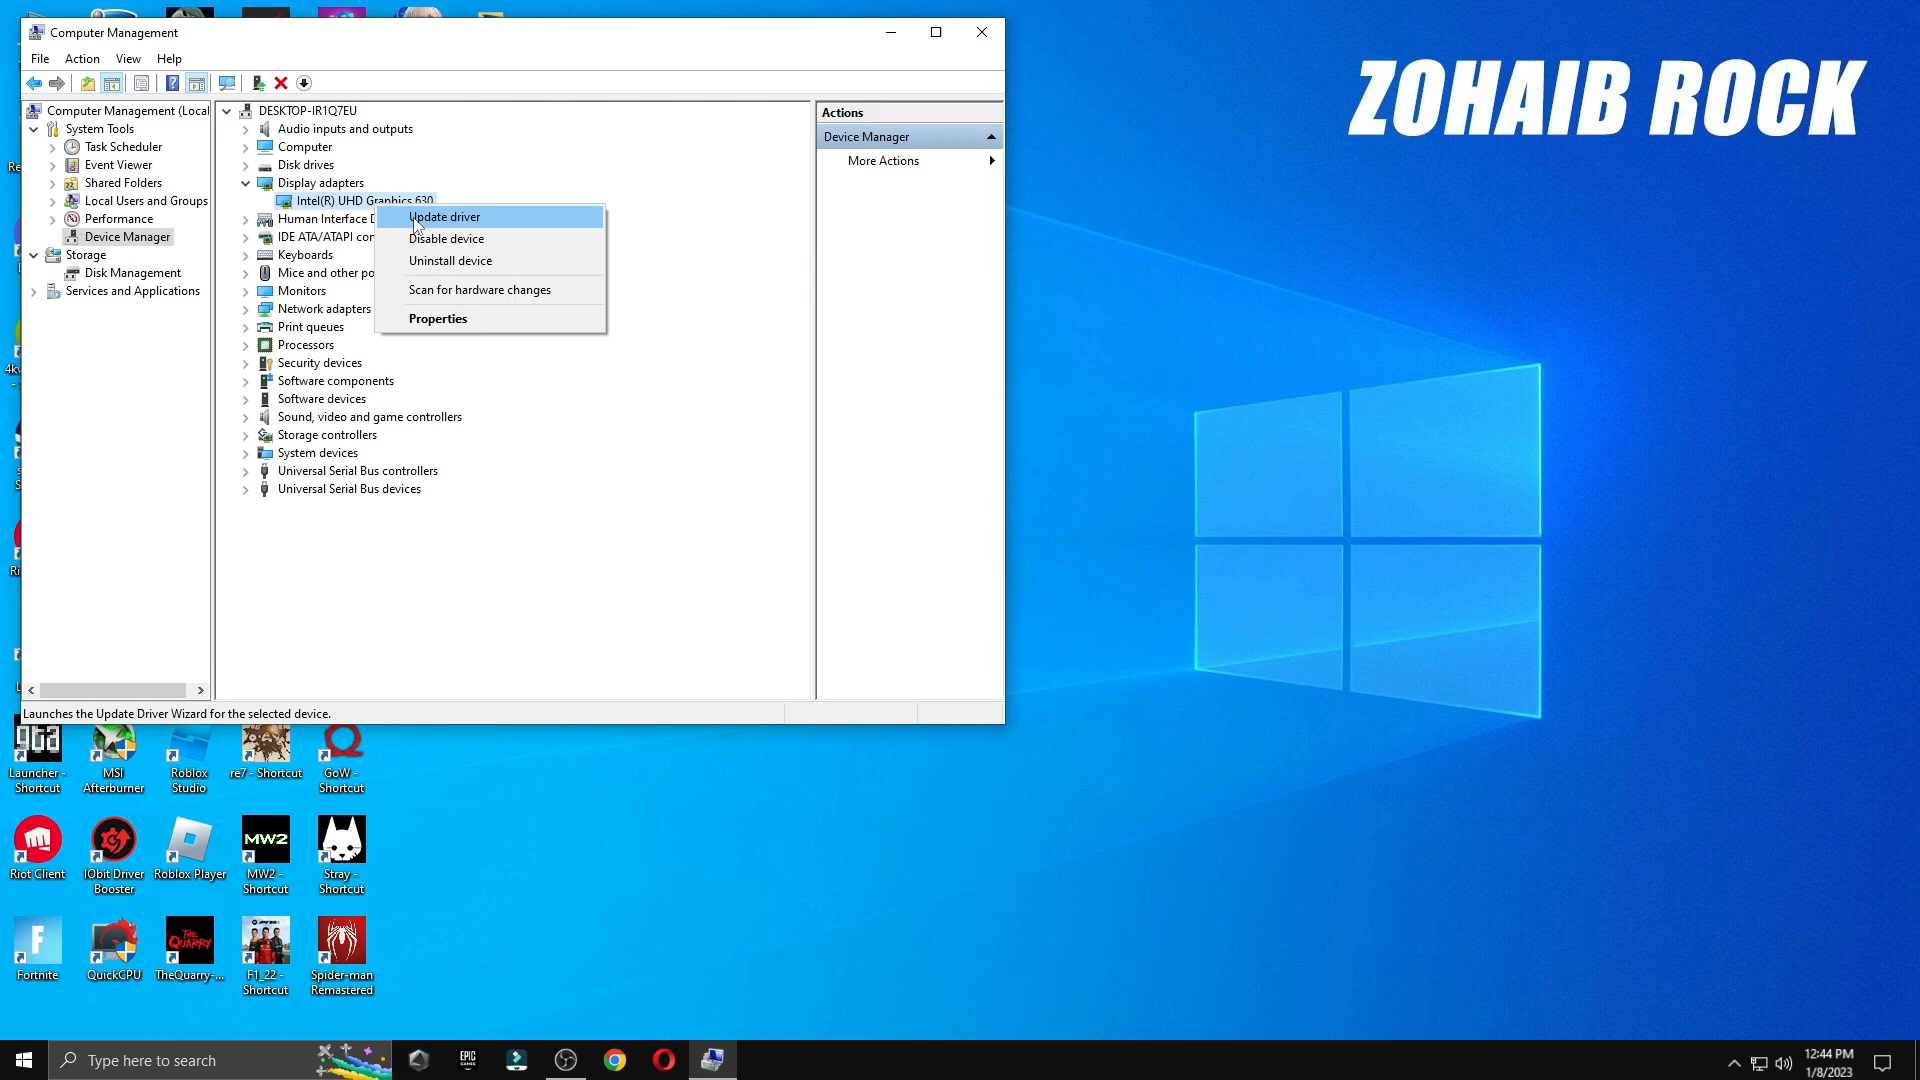 Computer Management
File Action View Help
Computer Management (Local
System Tools
Task Scheduler
Event Viewer
Shared Folders
Local Users and Groups
Performance
Device Manager
Storage
Disk Management
Services and Applications
DESKTOP-IR1Q7EU
Audio inputs and outputs
Computer
Disk drives
Display adapters
Intel(R) UHD Graphics 630
Human Interface D
IDE ATA/ATAPI con
Keyboards
Mice and other po
Monitors
Network adapters
Print queues
Processors
Security devices
Software components
Software devices
Sound, video and game controllers
Storage controllers
System devices
Universal Serial Bus controllers
Universal Serial Bus devices
Update driver
Disable device
Uninstall device
Scan for hardware changes
Properties
Actions
Device Manager
More Actions
Launches the Update Driver Wizard for the selected device.
ZOHAIB ROCK
Launcher -
Shortcut
MSI
Afterburner
Roblox
Studio
re7 - Shortcut
GoW -
Shortcut
Riot Client
IObit Driver
Booster
Roblox Player
MW2
MW2 -
Shortcut
Stray -
Shortcut
Fortnite
QuickCPU
THE
QUARRY
TheQuarry-...
F1_22 -
Shortcut
Spider-man
Remastered
Type here to search
EPIC
GAMES
12:44 PM
1/8/2023